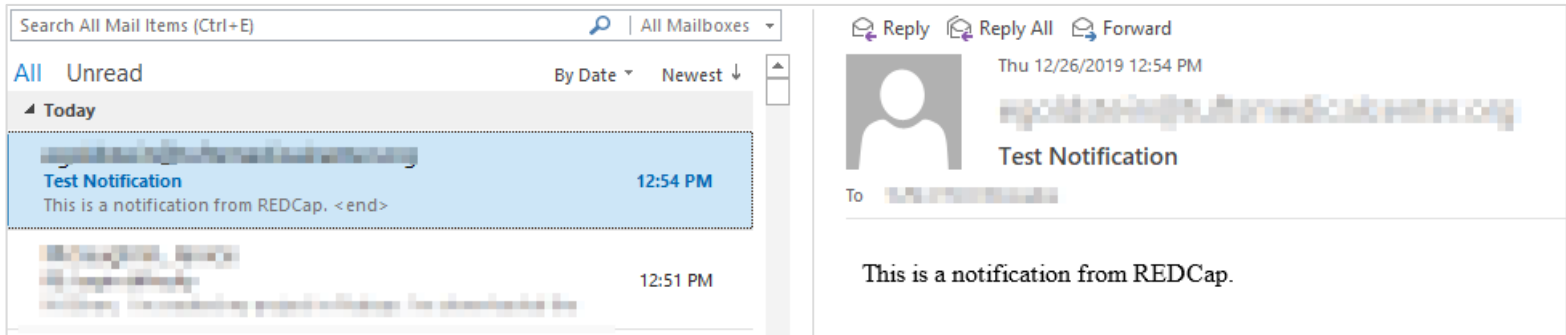 Search All Mail Items (Ctrl+E) | All Mailboxes
All Unread By Date Newest ↓
Today
Test Notification 12:54 PM
This is a notification from REDCap. <end>
12:51 PM
Reply Reply All Forward
Thu 12/26/2019 12:54 PM
Test Notification
To
This is a notification from REDCap.